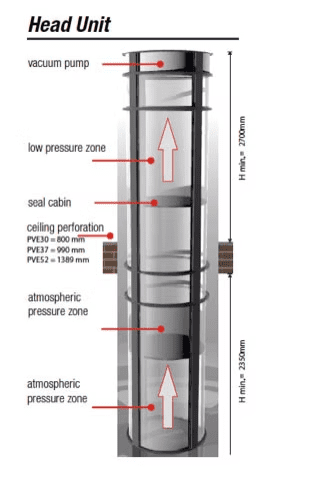 Head Unit
vacuum pump
low pressure zone
seal cabin
ceiling perforation
PVE30 = 800 mm
PVE37 = 990 mm
PVE52 = 1389 mm
atmospheric
pressure zone
atmospheric
pressure zone
H min,= 2700mm
H min,= 2350mm